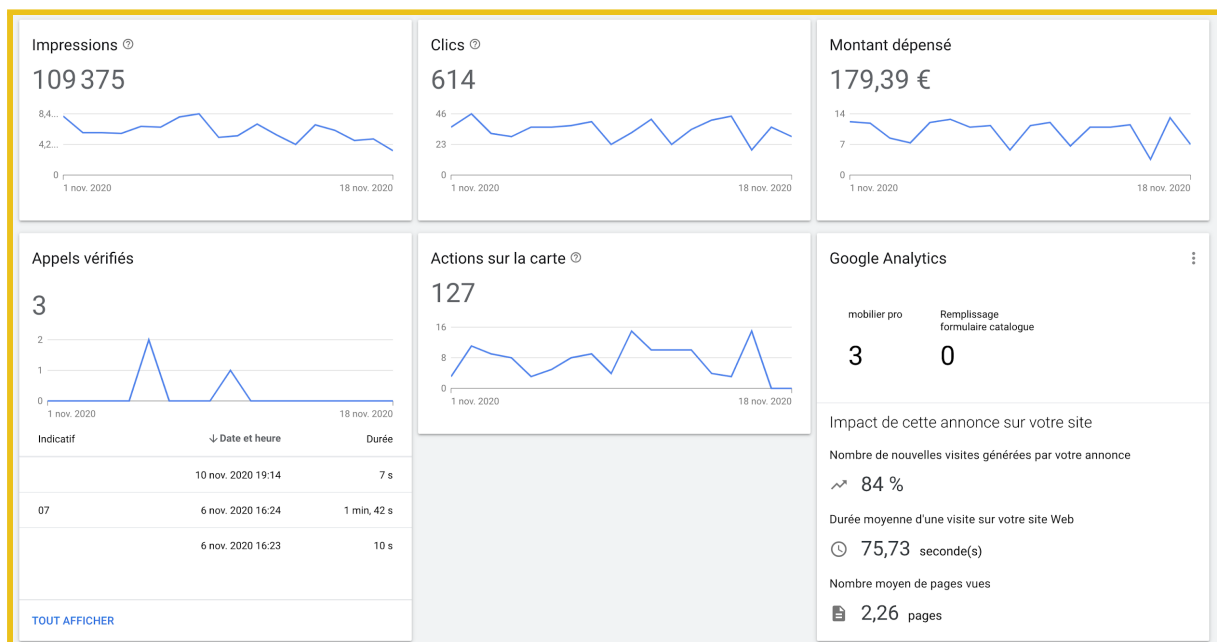 Impressions
109 375
8,4...
4,2...
0
1 nov. 2020
18 nov. 2020
Clics
614
46
23
0
1 nov. 2020
18 nov. 2020
Montant dépensé
179,39 €
14
7
0
1 nov. 2020
18 nov. 2020
Appels vérifiés
3
2
1
0
1 nov. 2020
18 nov. 2020
Indicatif
Date et heure
Durée
10 nov. 2020 19:14
7 s
07
6 nov. 2020 16:24
1 min, 42 s
6 nov. 2020 16:23
10 s
TOUT AFFICHER
Actions sur la carte
127
16
8
0
1 nov. 2020
18 nov. 2020
Google Analytics
mobilier pro
3
Remplissage
formulaire catalogue
0
Impact de cette annonce sur votre site
Nombre de nouvelles visites générées par votre annonce
84 %
Durée moyenne d'une visite sur votre site Web
75,73 seconde(s)
Nombre moyen de pages vues
2,26 pages